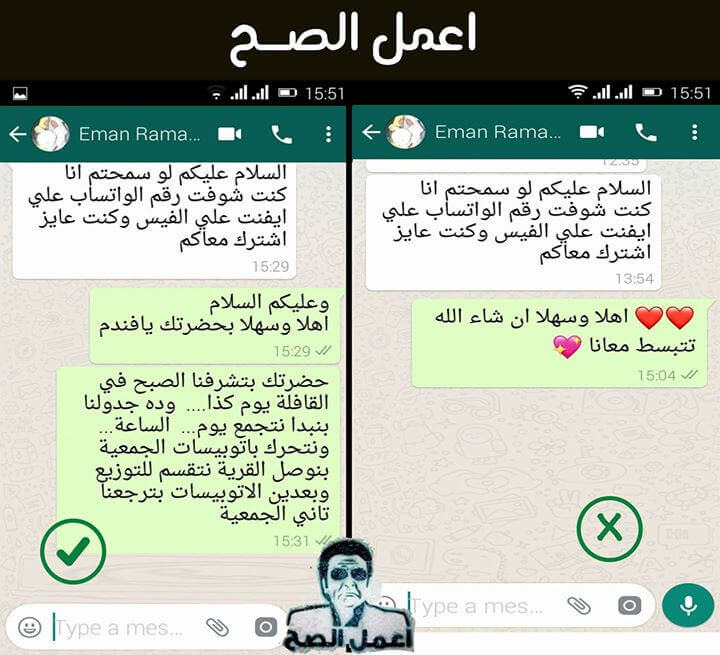 اعمل الصــح
15:51
Eman Rama...
السلام عليكم لو سمحتم انا
كنت شوفت رقم الواتساب علي
ايفنت علي الفيس وكنت عايز
اشترك معاكم
15:29
وعليكم السلام
اهلا وسهلا بحضرتك يافندم
15:29
حضرتك بتشرفنا الصبح في
القافلة يوم كذا.... وده جدولنا
بنبدا نتجمع يوم... الساعة...
ونتحرك باتوبيسات الجمعية
بنوصل القرية نتقسم للتوزيع
وبعدين الاتوبيسات بترجعنا
تاني الجمعية
15:31
Type a mes...
15:51
Eman Rama...
12:35
السلام عليكم لو سمحتم انا
كنت شوفت رقم الواتساب علي
ايفنت علي الفيس وكنت عايز
اشترك معاكم
13:54
❤️❤️ اهلا وسهلا ان شاء الله
تتبسط معانا 💖
15:04
Type a mes...
اعمل الصح